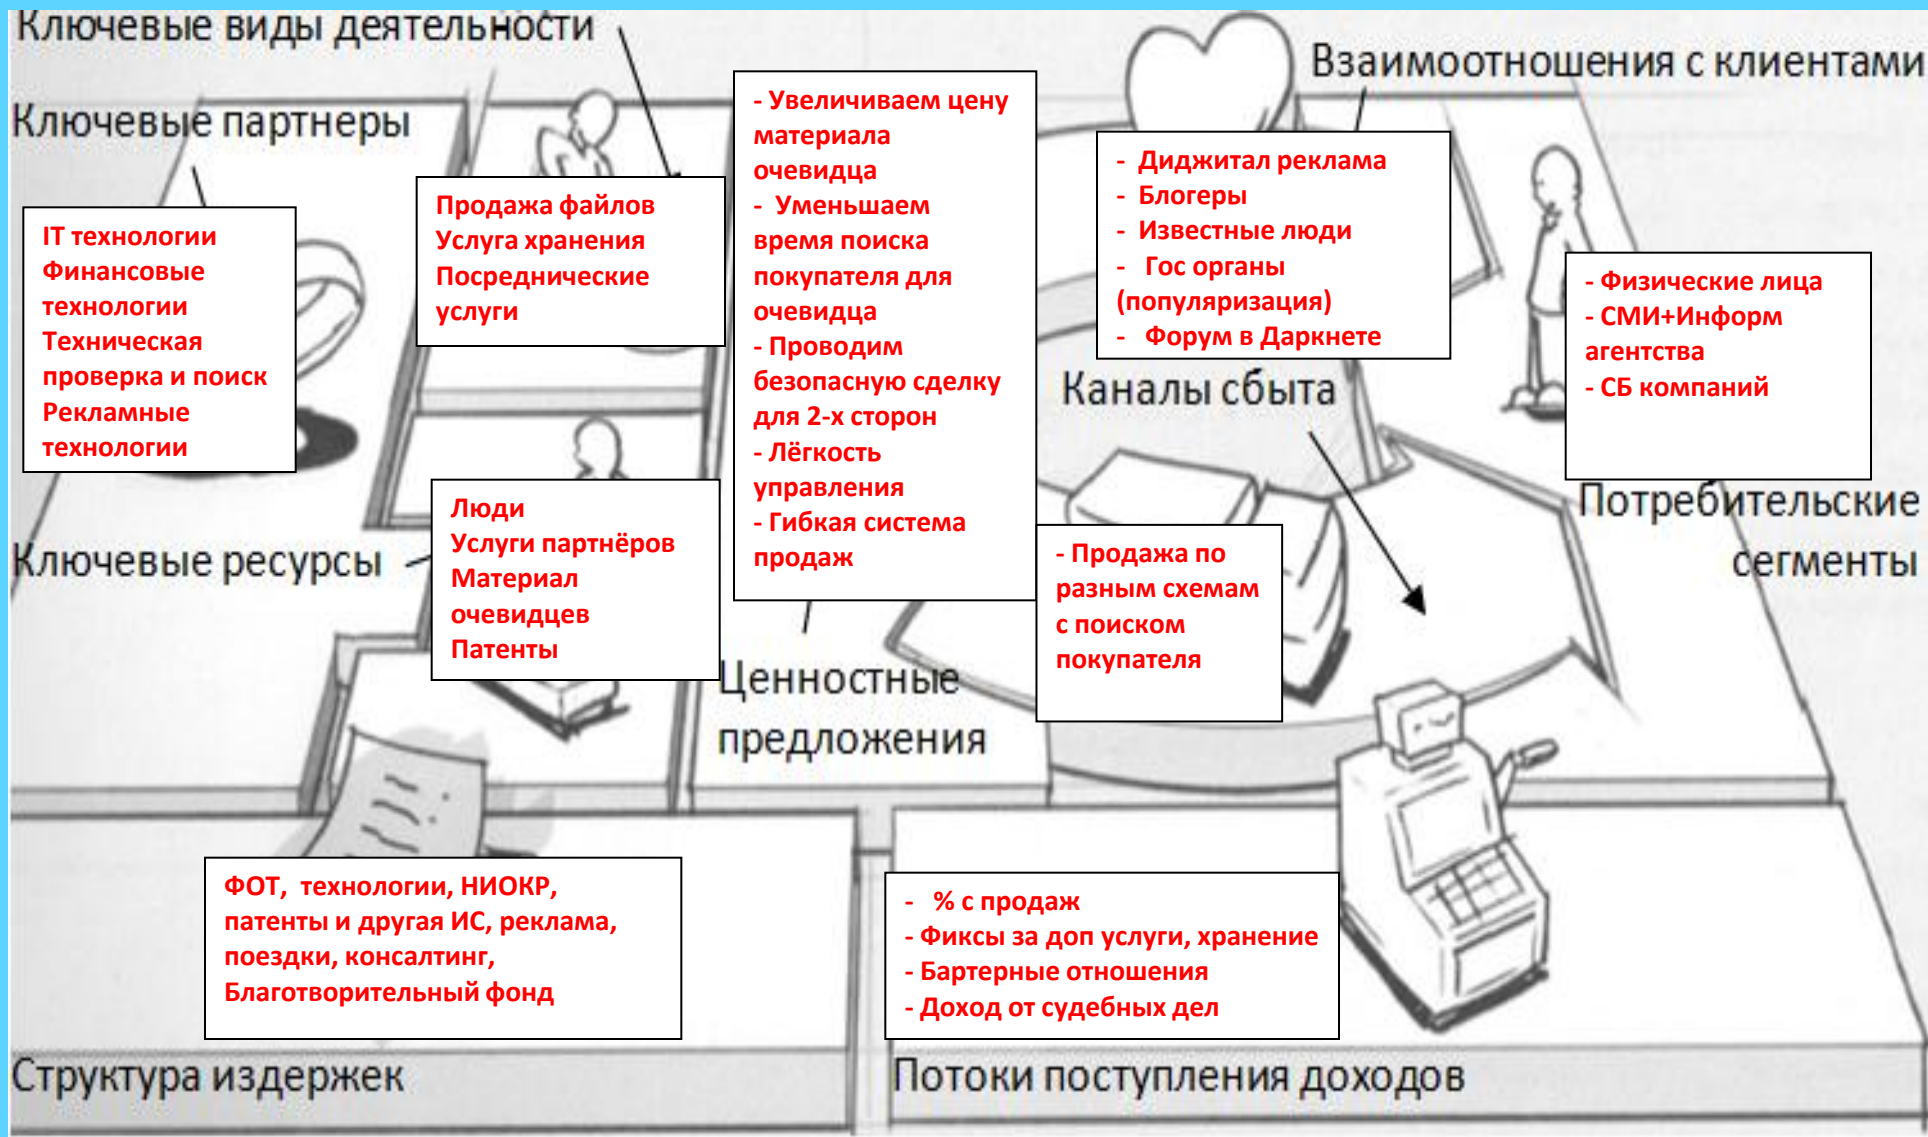 Ключевые виды деятельности
Взаимоотношения с клиентами
Ключевые партнеры
IT технологии
Финансовые
технологии
Техническая
проверка и поиск
Рекламные
технологии
Продажа файлов
Услуга хранения
Посреднические
услуги
- Увеличиваем цену
материала
очевидца
- Уменьшаем
время поиска
покупателя для
очевидца
- Проводим
безопасную сделку
для 2-х сторон
- Лёгкость
управления
- Гибкая система
продаж
- Диджитал реклама
- Блогеры
- Известные люди
- Гос органы
(популяризация)
- Форум в Даркнете
- Физические лица
- СМИ+Информ
агентства
- СБ компаний
Каналы сбыта
Потребительские
сегменты
Ключевые ресурсы
Люди
Услуги партнёров
Материал
очевидцев
Патенты
- Продажа по
разным схемам
с поиском
покупателя
Ценностные
предложения
ФОТ, технологии, НИОКР,
патенты и другая ИС, реклама,
поездки, консалтинг,
Благотворительный фонд
- % с продаж
- Фиксы за доп услуги, хранение
- Бартерные отношения
- Доход от судебных дел
Структура издержек
Потоки поступления доходов